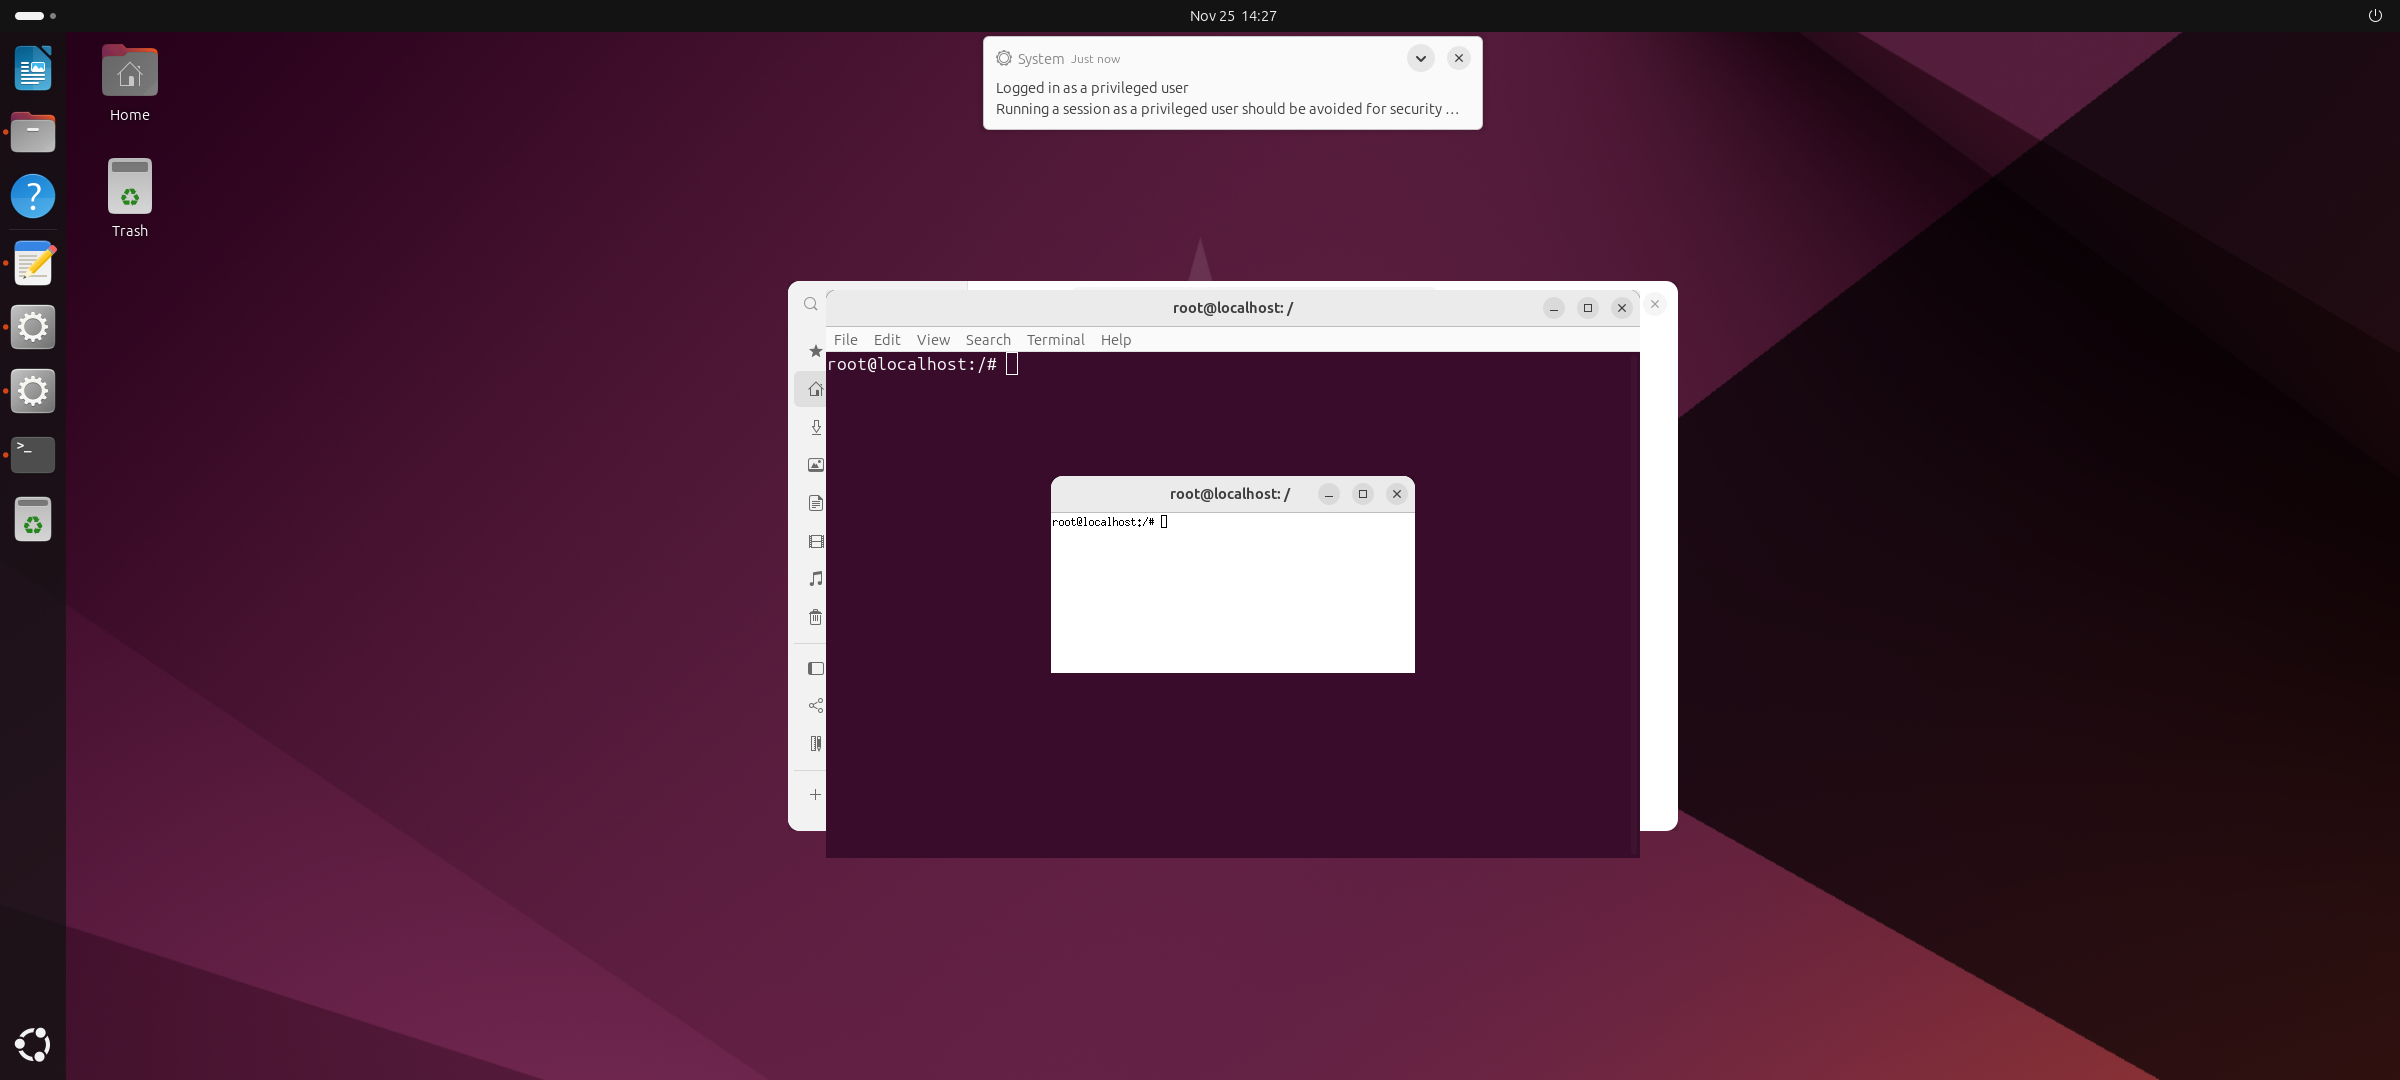 Nov 25 14:27
Home
Trash
System Just now
Logged in as a privileged user
Running a session as a privileged user should be avoided for security …
root@localhost: /
File Edit View Search Terminal Help
root@localhost:/#
root@localhost: /
root@localhost:/#